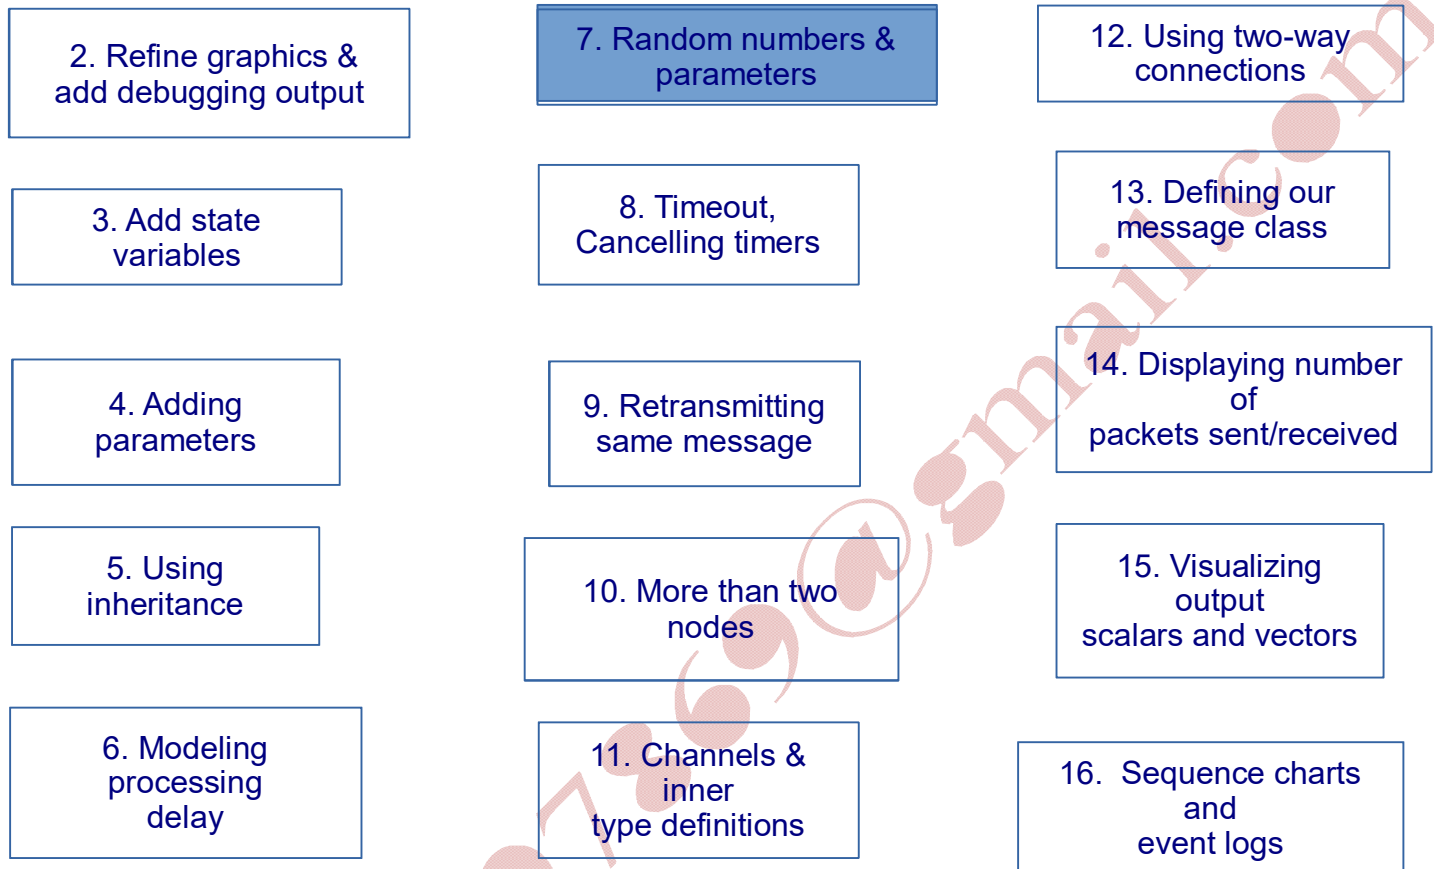 2. Refine graphics &
add debugging output
3. Add state
variables
4. Adding
parameters
5. Using
inheritance
6. Modeling
processing
delay
7. Random numbers &
parameters
8. Timeout,
Cancelling timers
9. Retransmitting
same message
10. More than two
nodes
11. Channels &
inner
type definitions
12. Using two-way
connections
13. Defining our
message class
14. Displaying number
of
packets sent/received
15. Visualizing
output
scalars and vectors
16. Sequence charts
and
event logs
7869@gmail.com